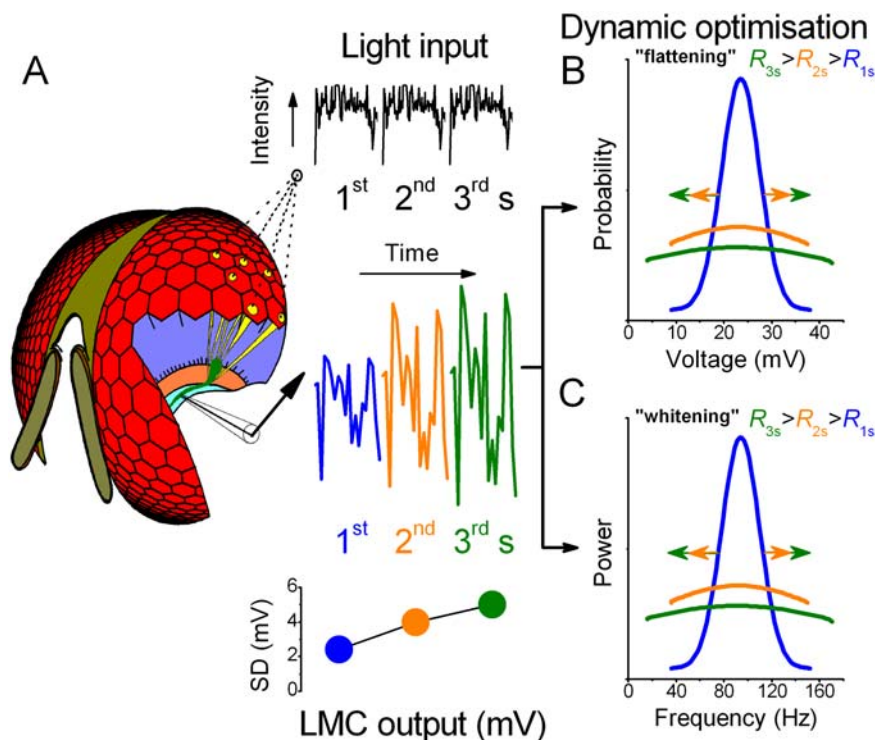 A
Light input
Intensity
1st 2nd 3rd s
Time
1st 2nd 3rd s
SD (mV)
6
4
2
0
LMC output (mV)
Dynamic optimisation
B
"flattening" R3s>R2s>R1s
Probability
0 10 20 30 40
Voltage (mV)
C
"whitening" R3s>R2s>R1s
Power
0 40 80 120 160
Frequency (Hz)